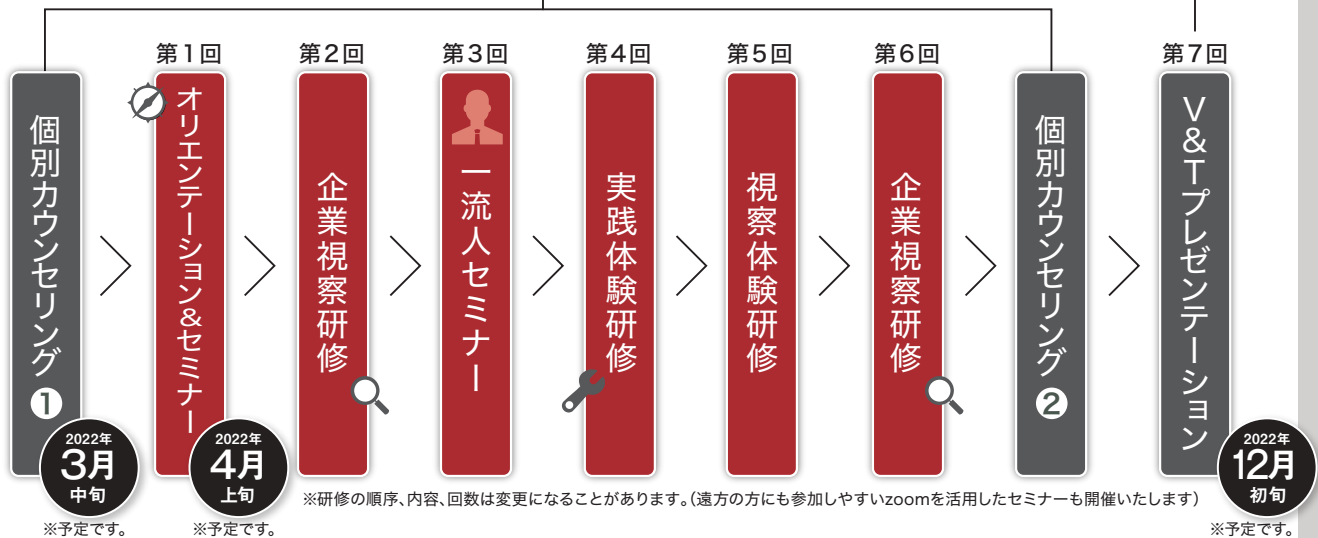 個別カウンセリング❶
2022年
3月
中旬
※予定です。
第1回
オリエンテーション&セミナー
2022年
4月
上旬
※予定です。
第2回
企業視察研修
第3回
一流人セミナー
第4回
実践体験研修
第5回
視察体験研修
第6回
企業視察研修
個別カウンセリング❷
第7回
V&Tプレゼンテーション
2022年
12月
初旬
※予定です。
※研修の順序、内容、回数は変更になることがあります。(遠方の方にも参加しやすいzoomを活用したセミナーも開催いたします)